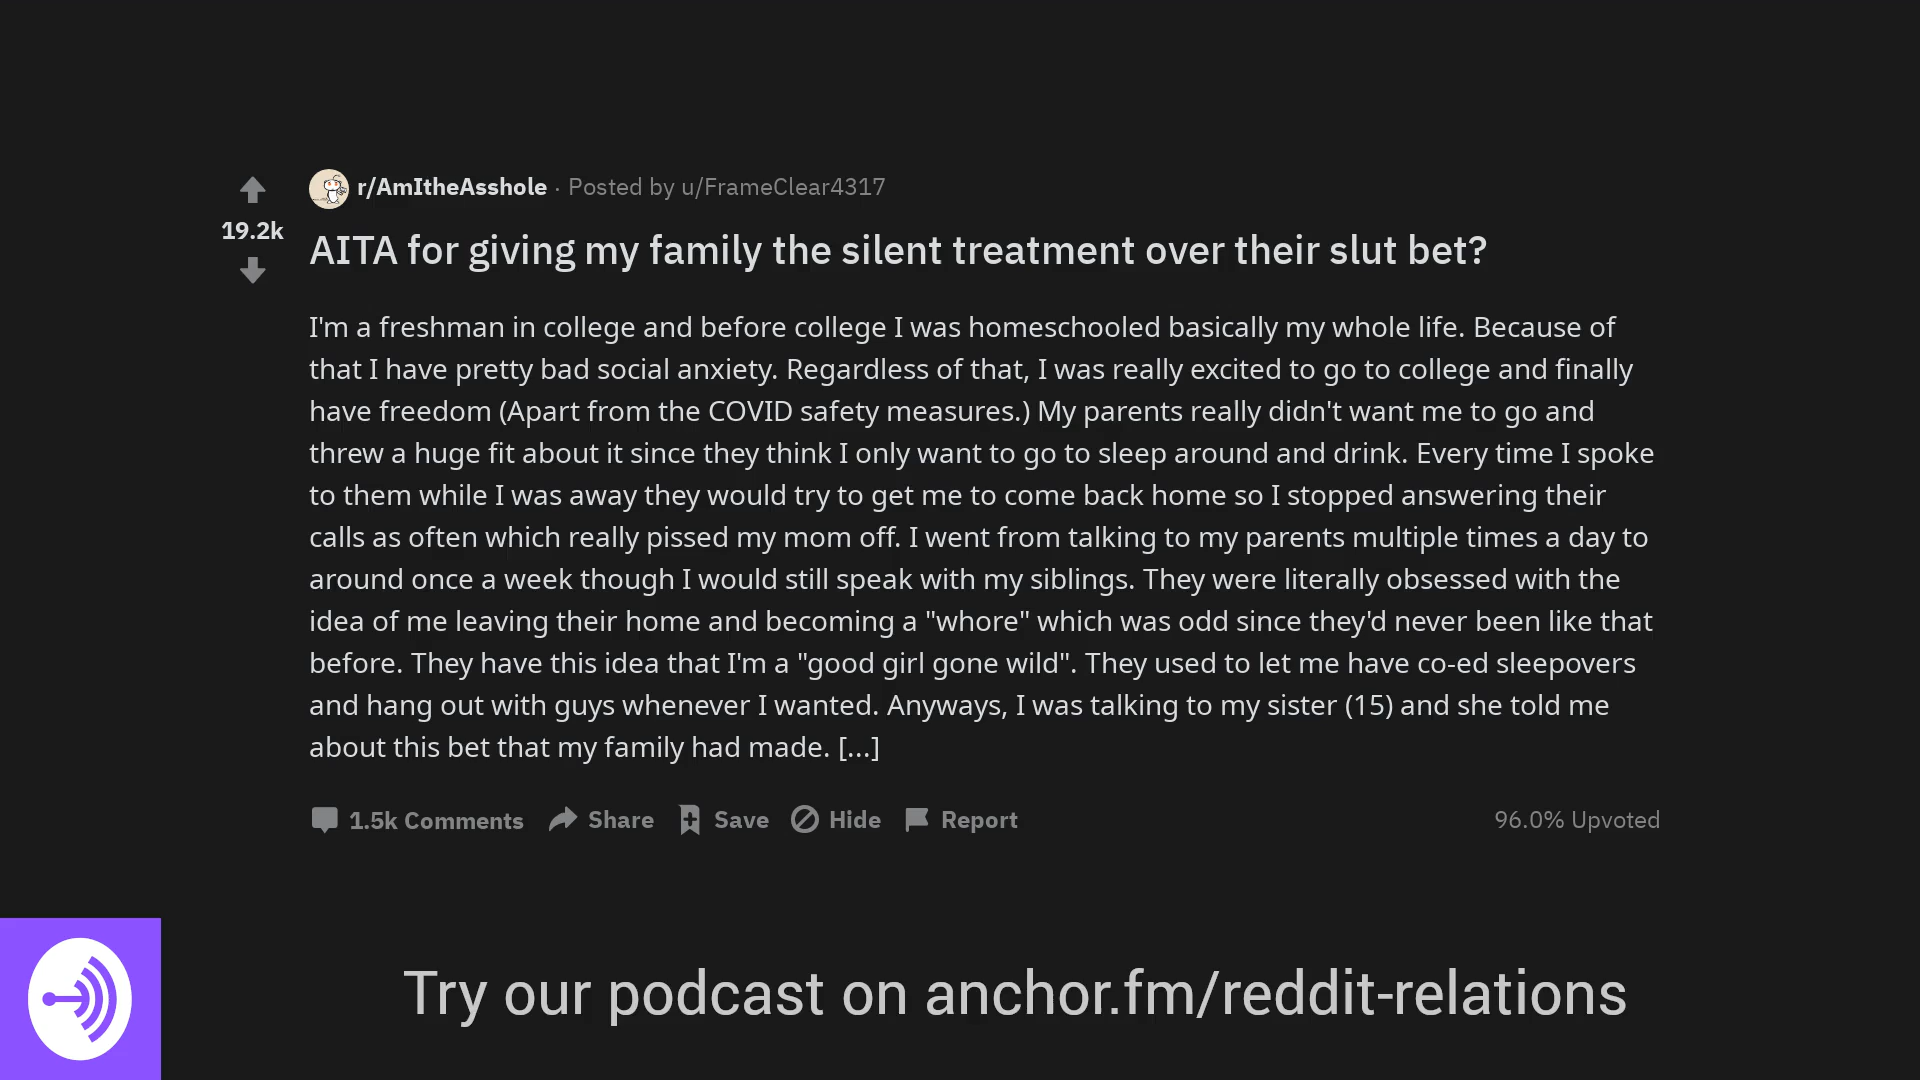 r/AmItheAsshole · Posted by u/FrameClear4317
19.2k
AITA for giving my family the silent treatment over their slut bet?
I'm a freshman in college and before college I was homeschooled basically my whole life. Because of
that I have pretty bad social anxiety. Regardless of that, I was really excited to go to college and finally
have freedom (Apart from the COVID safety measures.) My parents really didn't want me to go and
threw a huge fit about it since they think I only want to go to sleep around and drink. Every time I spoke
to them while I was away they would try to get me to come back home so I stopped answering their
calls as often which really pissed my mom off. I went from talking to my parents multiple times a day to
around once a week though I would still speak with my siblings. They were literally obsessed with the
idea of me leaving their home and becoming a "whore" which was odd since they'd never been like that
before. They have this idea that I'm a "good girl gone wild". They used to let me have co-ed sleepovers
and hang out with guys whenever I wanted. Anyways, I was talking to my sister (15) and she told me
about this bet that my family had made. [...]
1.5k Comments Share Save Hide Report 96.0% Upvoted
Try our podcast on anchor.fm/reddit-relations